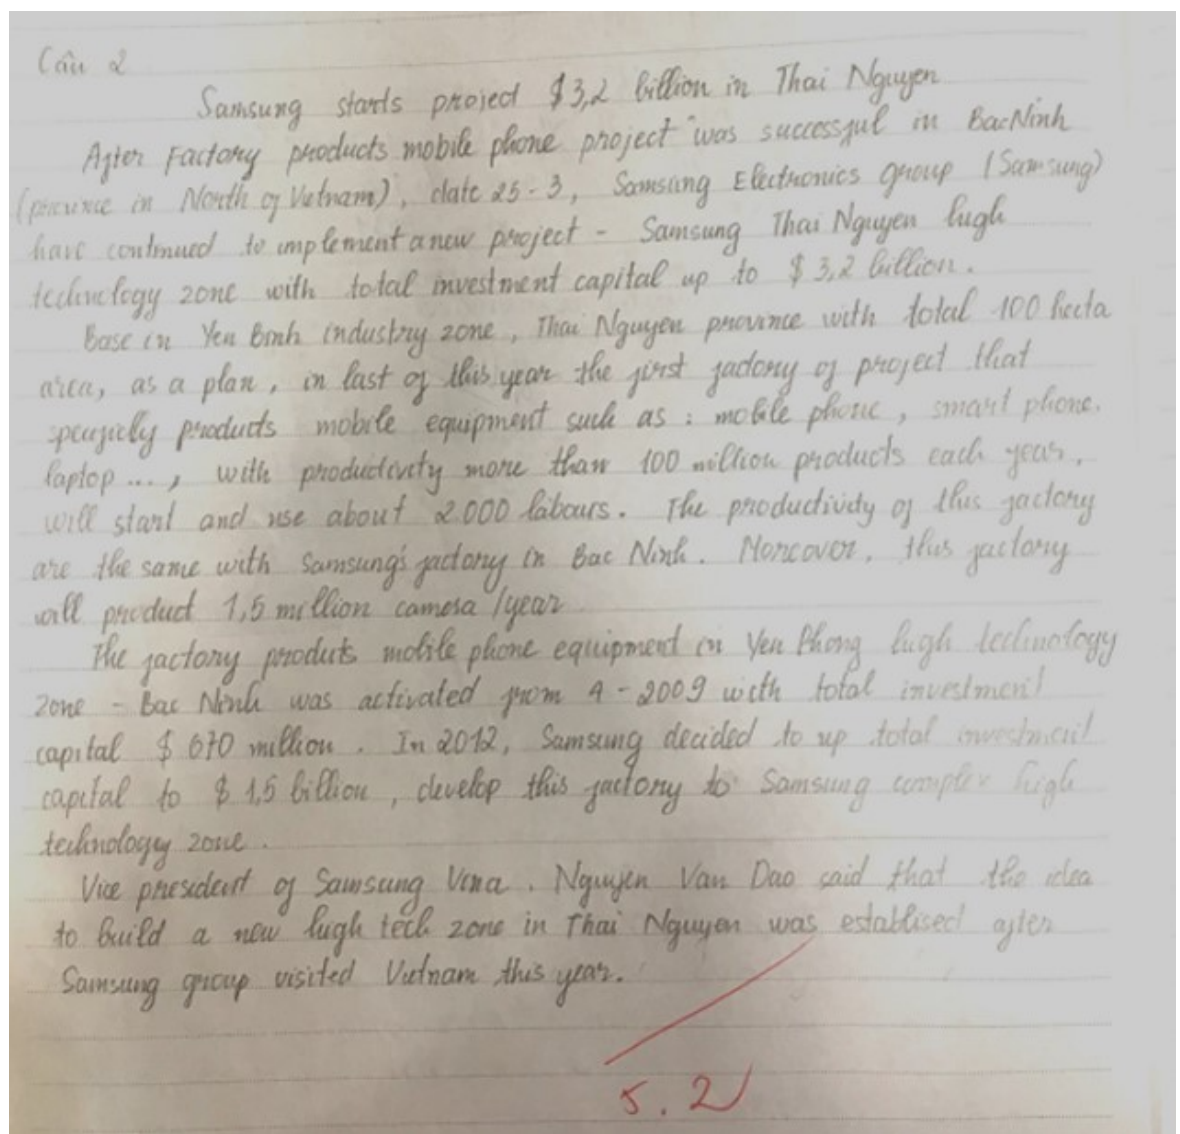 Câu 2
Samsung starts project $3,2 billion in Thai Nguyen
After Factory products mobile phone project was successful in BacNinh
(province in North of Vietnam), date 25-3, Samsung Electronics group (Samsung)
have continued to implement a new project - Samsung Thai Nguyen high
technology zone with total investment capital up to $3,2 billion.
Base in Yen Binh industry zone, Thai Nguyen province with total 100 hecta
area, as a plan, in last of this year the first factory of project that
products mobile equipment such as : mobile phone, smart phone,
laptop ..., with productivity more than 100 million products each year,
will start and use about 2.000 labours. The productivity of this factory
are the same with Samsung's factory in Bac Ninh. Moreover, this factory
will product 1,5 million camera /year
The factory products mobile phone equipment in Yen Phong high technology
zone - Bac Ninh was activated from 4-2009 with total investment
capital $ 670 million. In 2012, Samsung decided to up total investment
capital to $ 1,5 billion, develop this factory to Samsung complex high
technology zone.
Vice president of Samsung Vina. Nguyen Van Dao said that the idea
to build a new high tech zone in Thai Nguyen was establised after
Samsung group visited Vietnam this year.
5.2